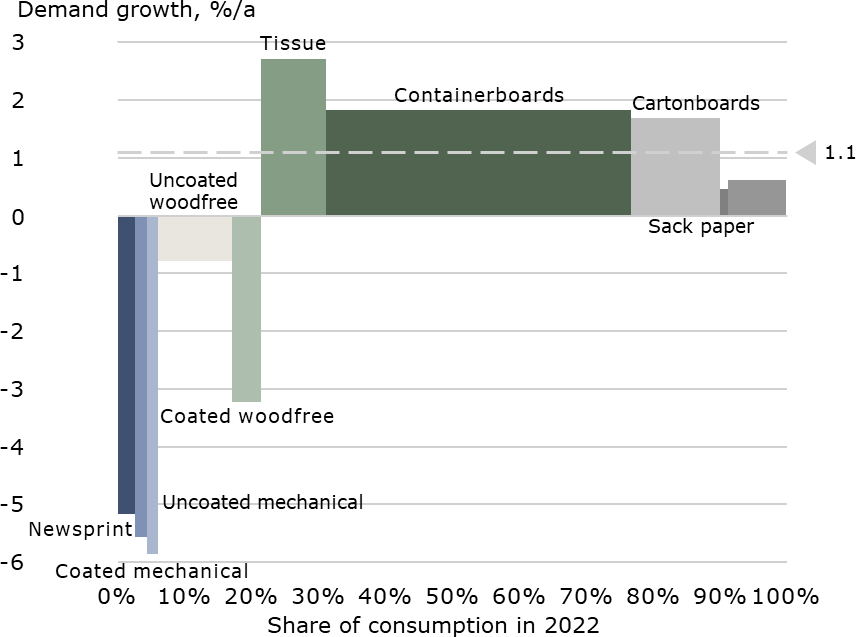 Demand growth, %/a
3
Tissue
2
Containerboards
Cartonboards
1
1.1
Uncoated
woodfree
0
Sack paper
-1
-2
-3
Coated woodfree
-4
-5
Uncoated mechanical
Newsprint
-6
Coated mechanical
0% 10% 20% 30% 40% 50% 60% 70% 80% 90% 100%
Share of consumption in 2022